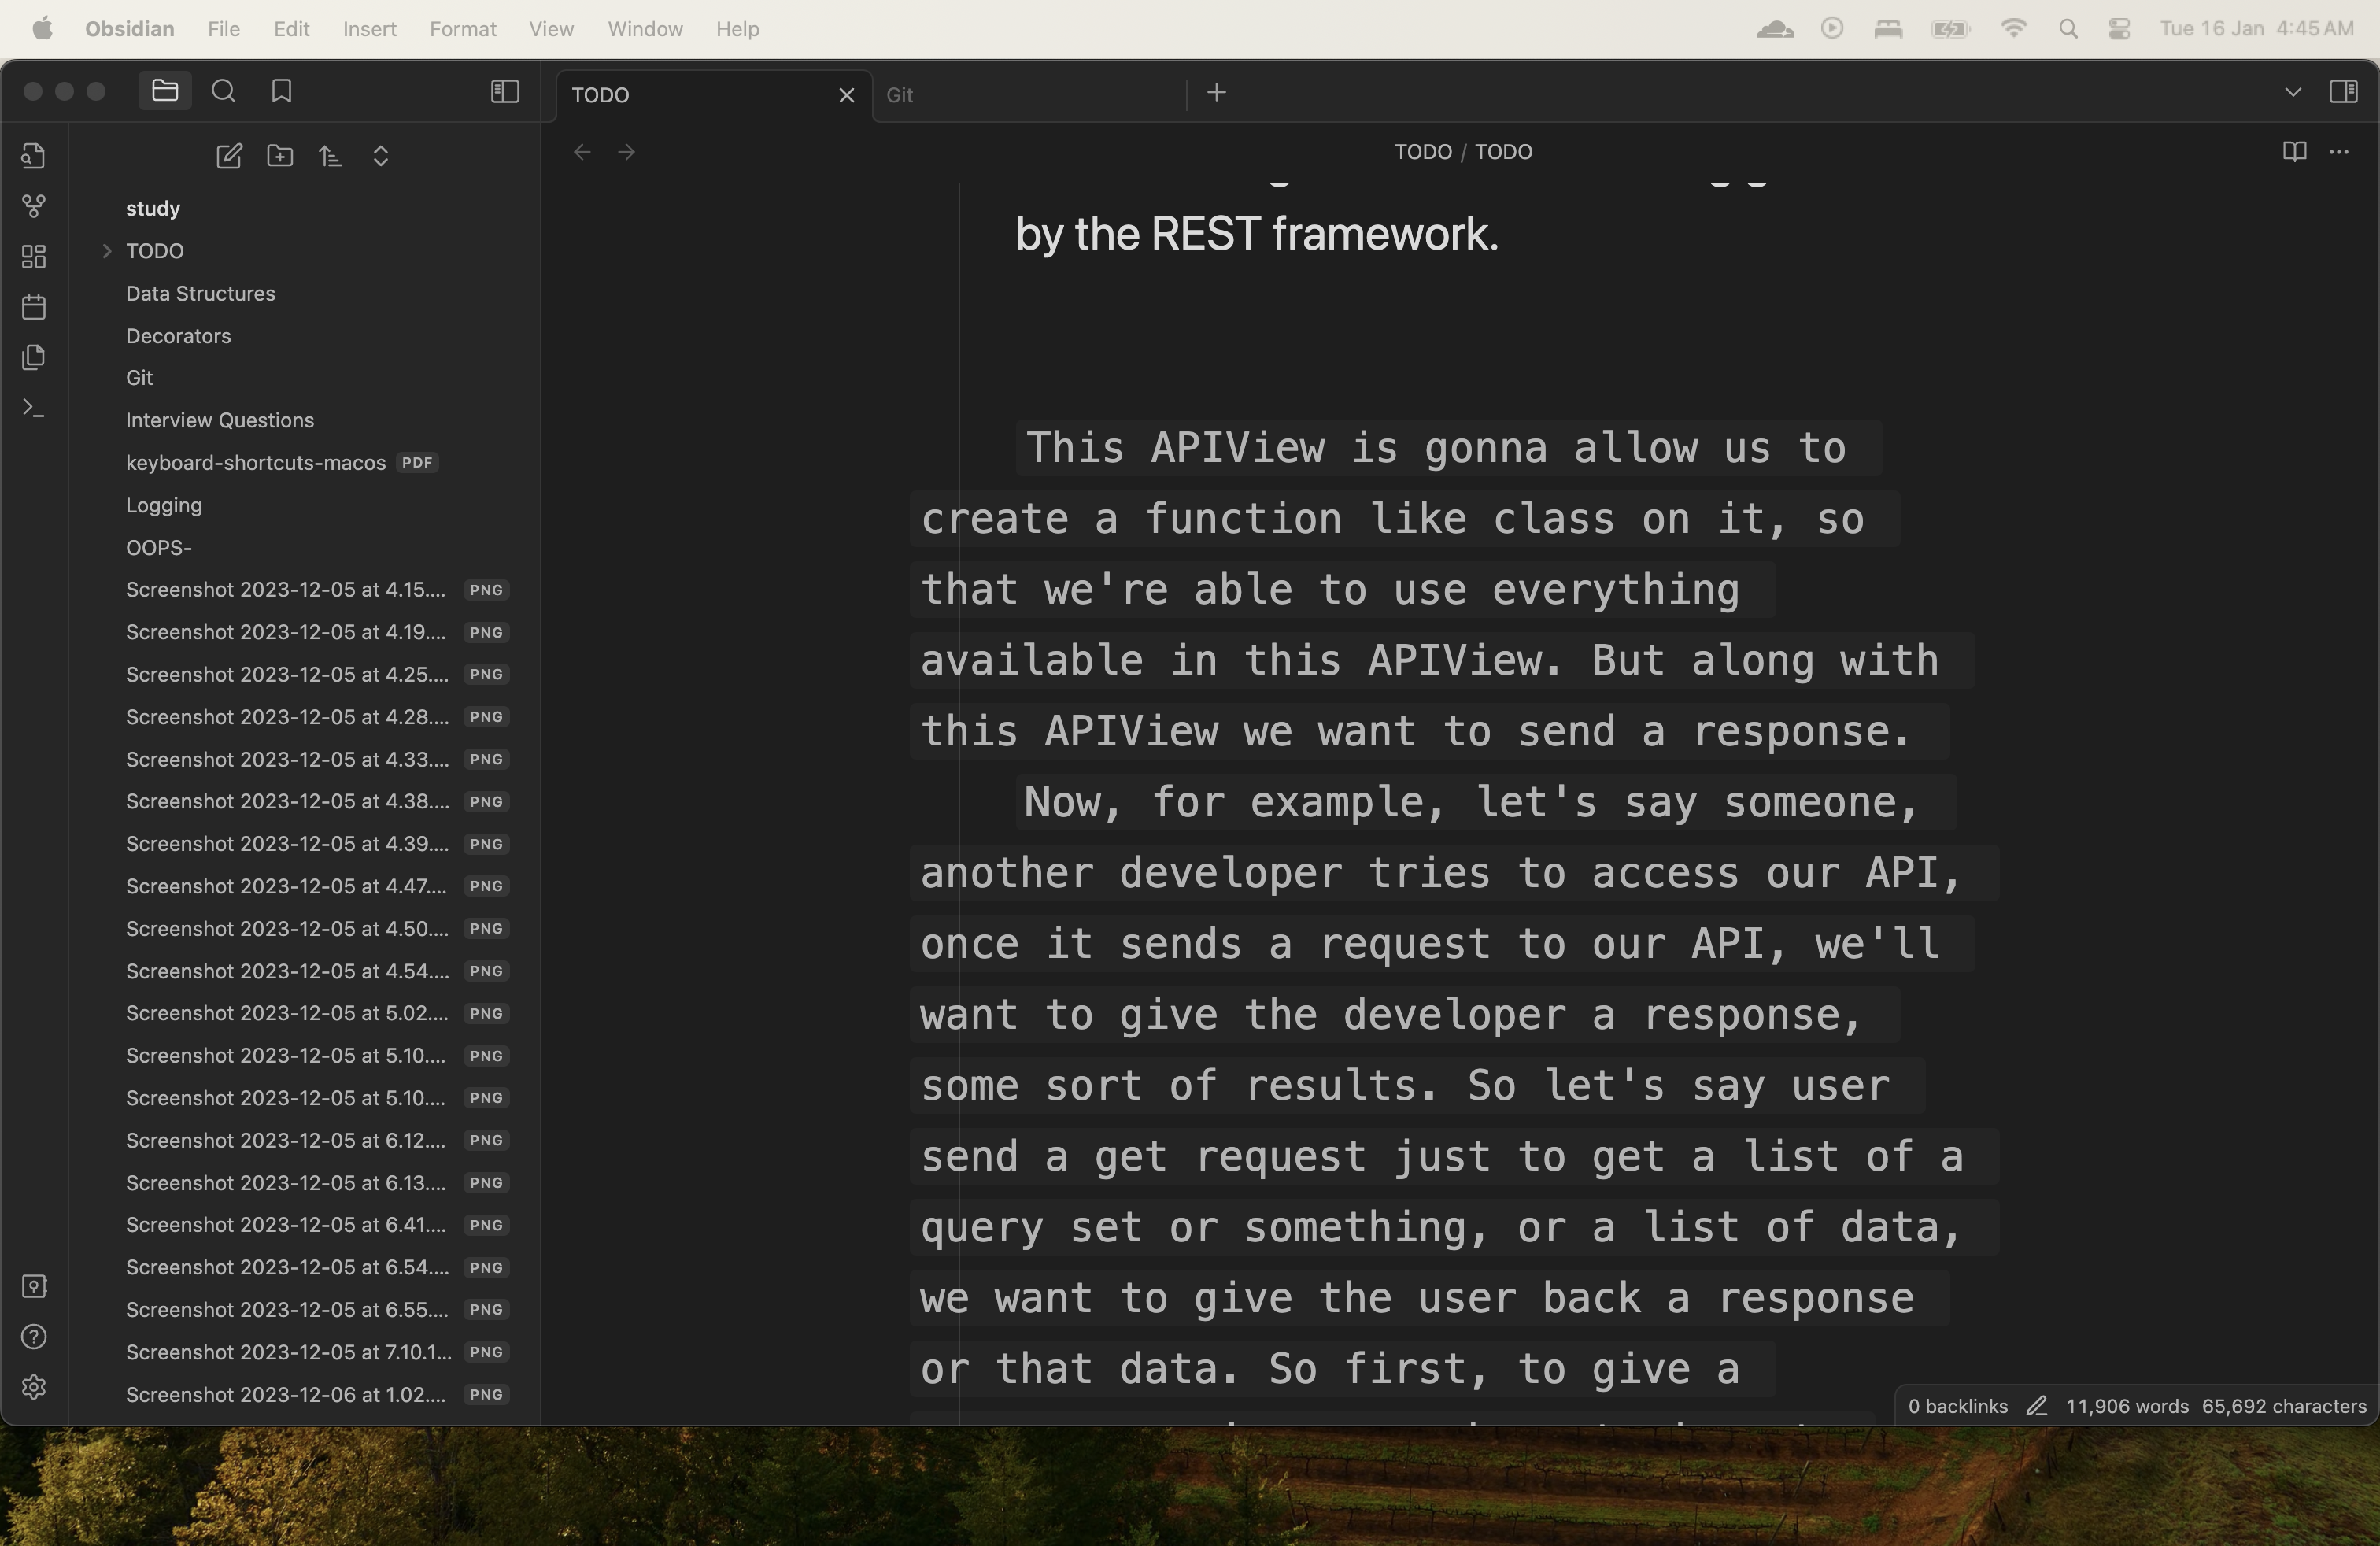 Obsidian File Edit Insert Format View Window Help Tue 16 Jan 4:45 AM
TODO Git
TODO / TODO
study
TODO
Data Structures
Decorators
Git
Interview Questions
keyboard-shortcuts-macos PDF
Logging
OOPS-
Screenshot 2023-12-05 at 4.15.... PNG
Screenshot 2023-12-05 at 4.19.... PNG
Screenshot 2023-12-05 at 4.25.... PNG
Screenshot 2023-12-05 at 4.28.... PNG
Screenshot 2023-12-05 at 4.33.... PNG
Screenshot 2023-12-05 at 4.38.... PNG
Screenshot 2023-12-05 at 4.39.... PNG
Screenshot 2023-12-05 at 4.47.... PNG
Screenshot 2023-12-05 at 4.50.... PNG
Screenshot 2023-12-05 at 4.54.... PNG
Screenshot 2023-12-05 at 5.02.... PNG
Screenshot 2023-12-05 at 5.10.... PNG
Screenshot 2023-12-05 at 5.10.... PNG
Screenshot 2023-12-05 at 6.12.... PNG
Screenshot 2023-12-05 at 6.13.... PNG
Screenshot 2023-12-05 at 6.41.... PNG
Screenshot 2023-12-05 at 6.54.... PNG
Screenshot 2023-12-05 at 6.55.... PNG
Screenshot 2023-12-05 at 7.10.1... PNG
Screenshot 2023-12-06 at 1.02.... PNG
by the REST framework.
This APIView is gonna allow us to
create a function like class on it, so
that we're able to use everything
available in this APIView. But along with
this APIView we want to send a response.
Now, for example, let's say someone,
another developer tries to access our API,
once it sends a request to our API, we'll
want to give the developer a response,
some sort of results. So let's say user
send a get request just to get a list of a
query set or something, or a list of data,
we want to give the user back a response
or that data. So first, to give a
0 backlinks 11,906 words 65,692 characters